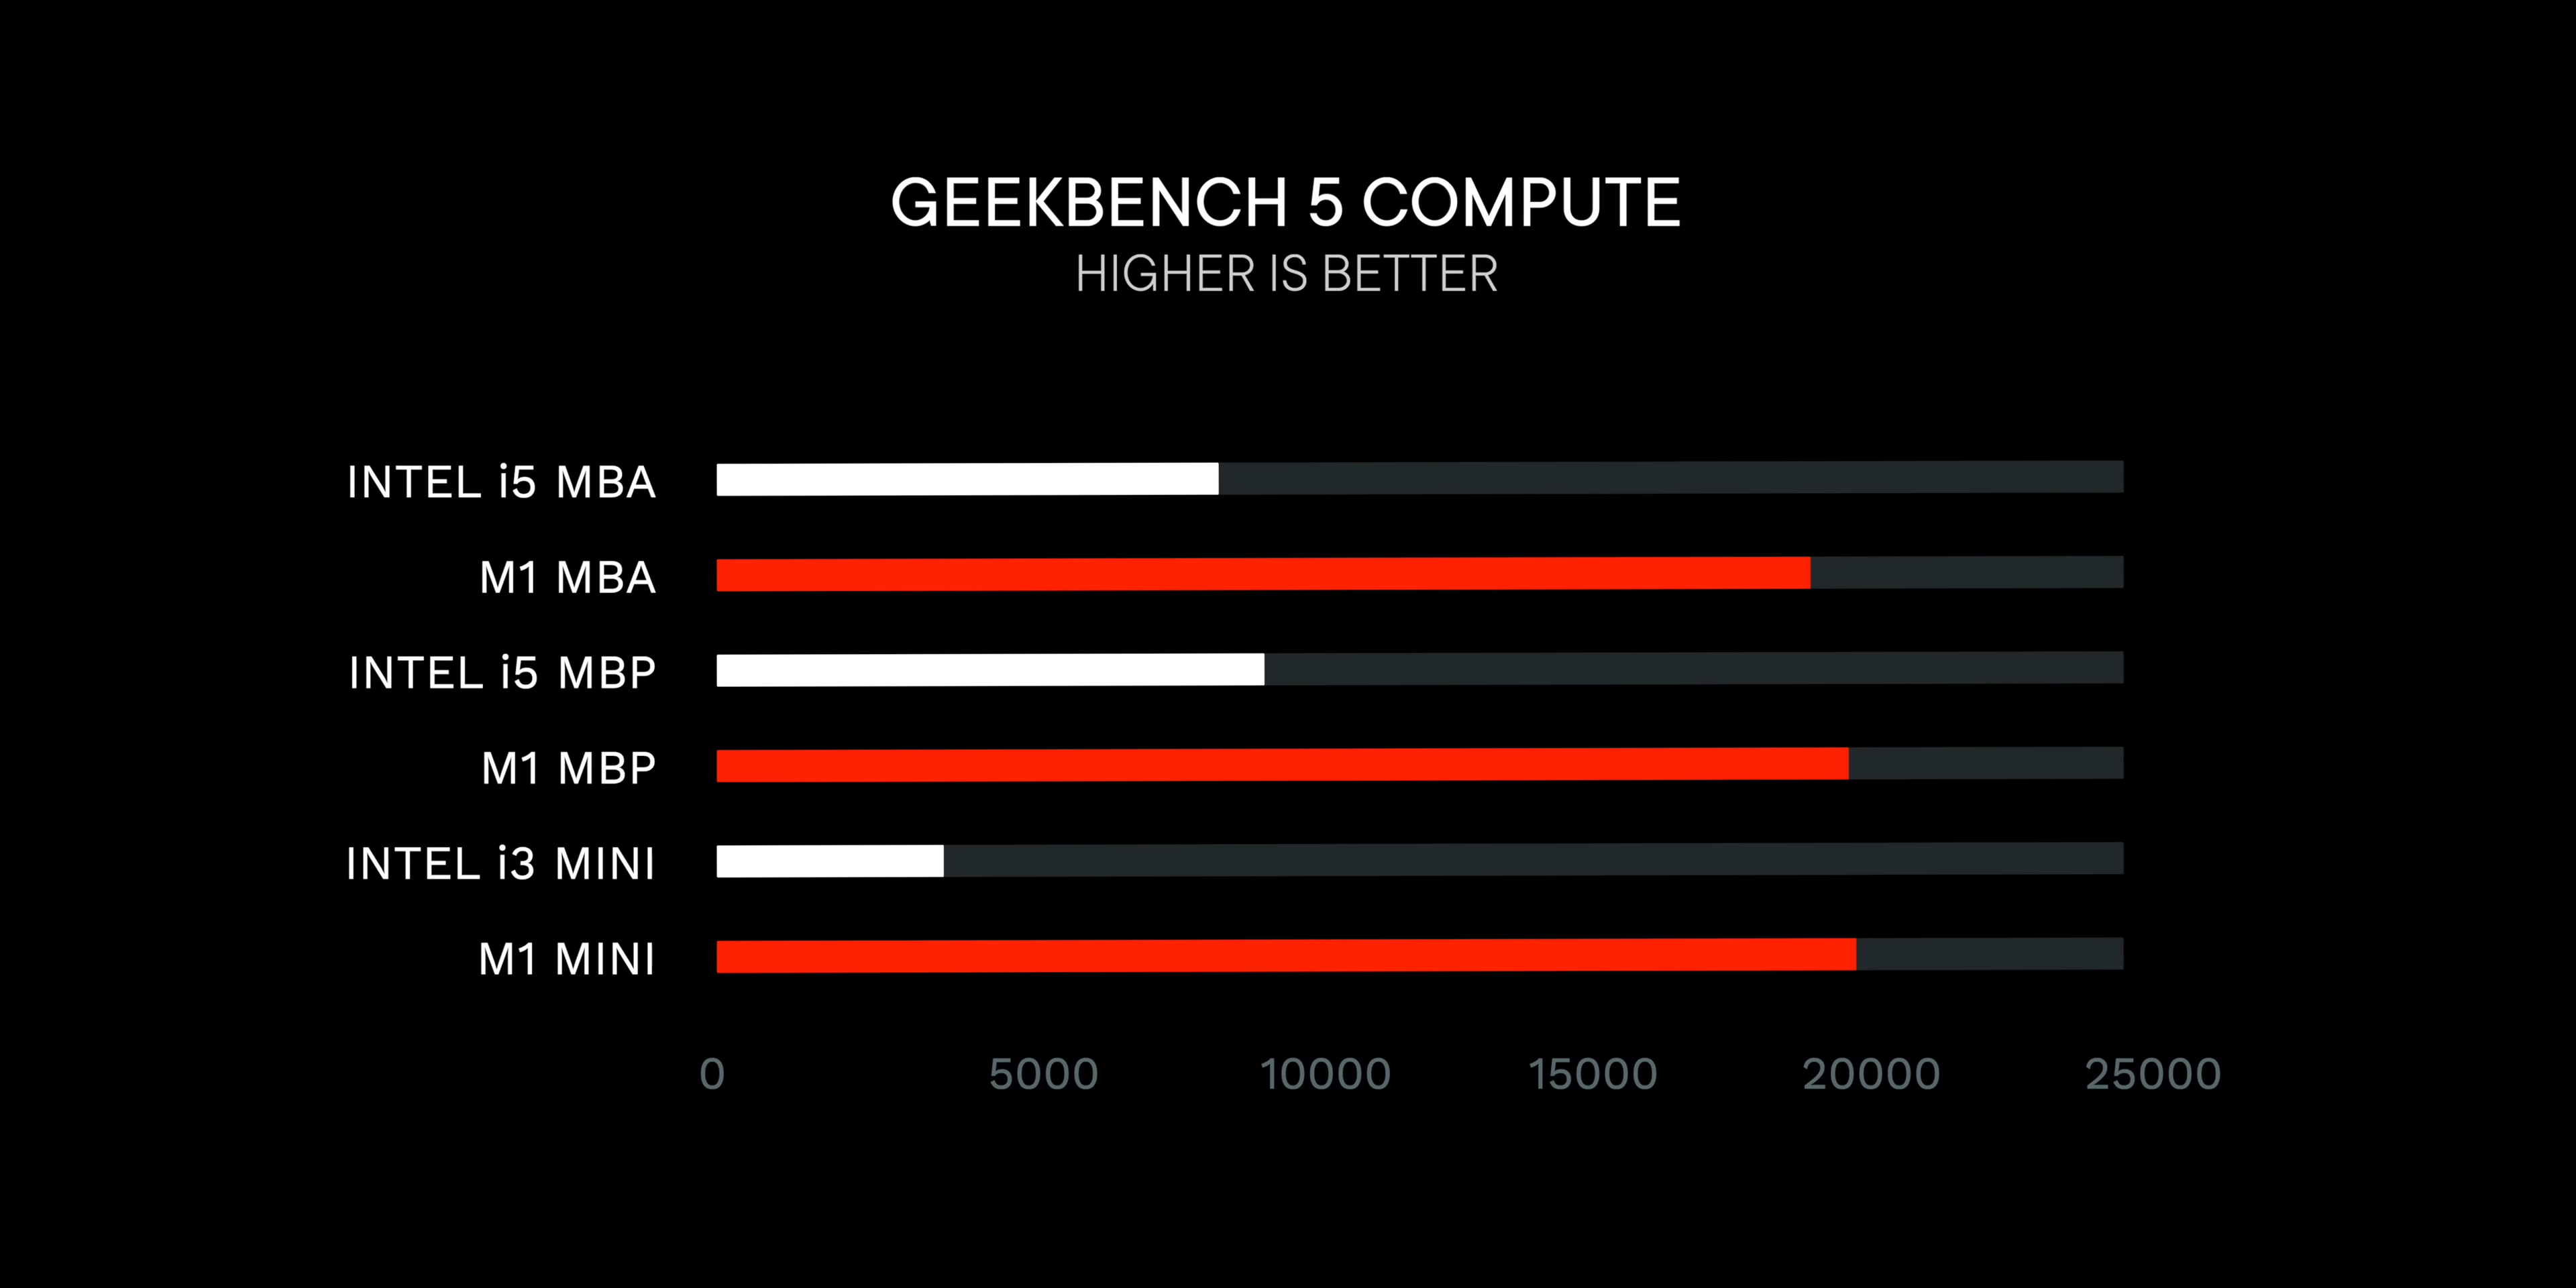 GEEKBENCH 5 COMPUTE
HIGHER IS BETTER
INTEL i5 MBA
M1 MBA
INTEL i5 MBP
M1 MBP
INTEL i3 MINI
M1 MINI
0 5000 10000 15000 20000 25000